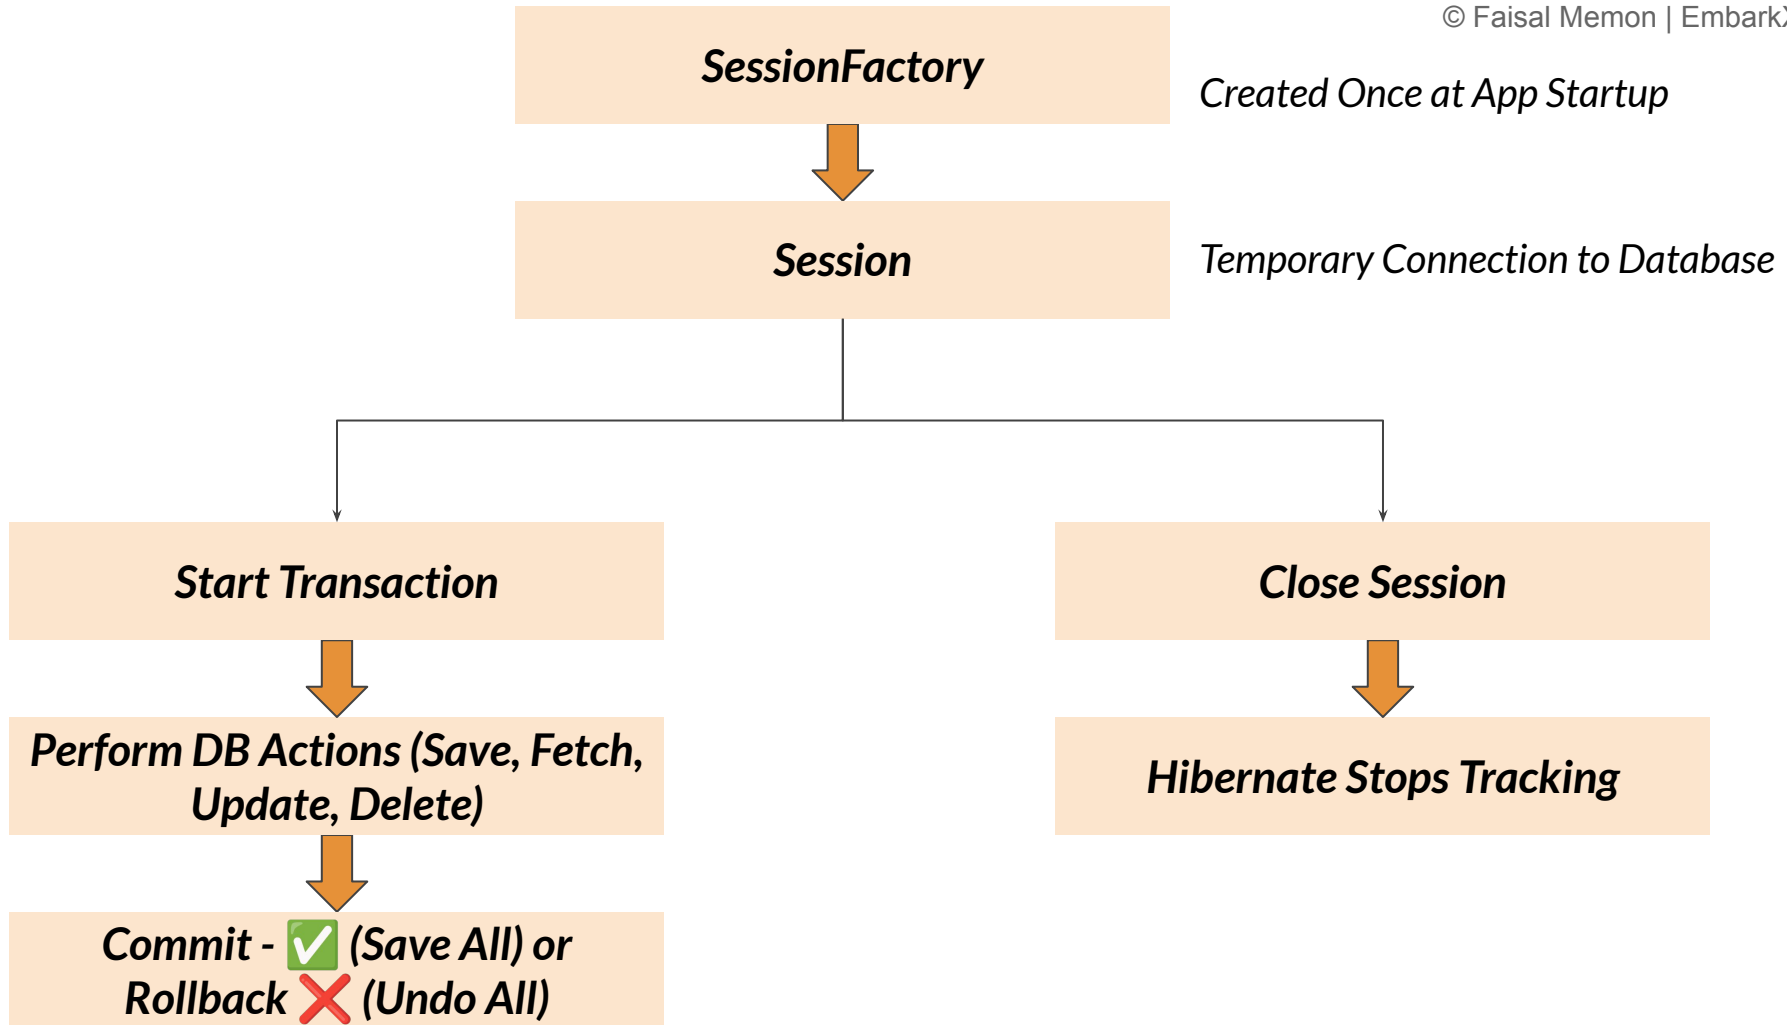 © Faisal Memon | EmbarkX
SessionFactory
Created Once at App Startup
Session
Temporary Connection to Database
Start Transaction
Close Session
Perform DB Actions (Save, Fetch,
Update, Delete)
Hibernate Stops Tracking
Commit - ✅ (Save All) or
Rollback ❌ (Undo All)